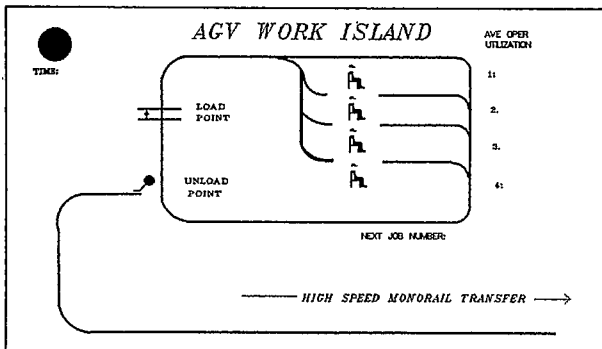 AGV WORK ISLAND
AVE OPER
UTILIZATION
TIME:
1:
LOAD
POINT
2.
3.
UNLOAD
POINT
4:
NEXT JOB NUMBER:
HIGH SPEED MONORAIL TRANSFER